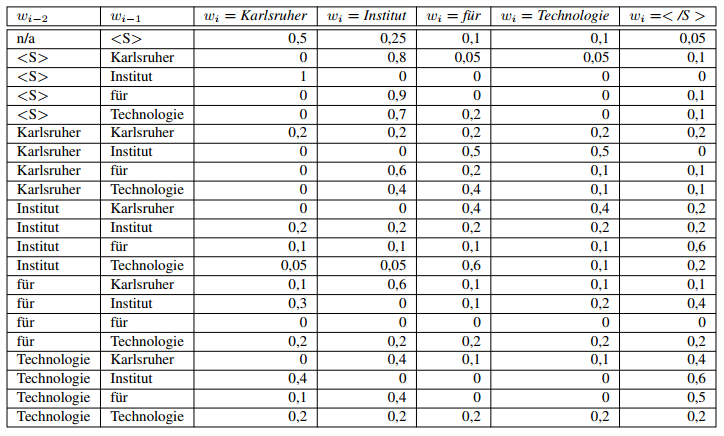 w_{i−2} w_{i−1} w_i = Karlsruher w_i = Institut w_i = für w_i = Technologie w_i =< /S >
n/a <S> 0,5 0,25 0,1 0,1 0,05
<S> Karlsruher 0 0,8 0,05 0,05 0,1
<S> Institut 1 0 0 0 0
<S> für 0 0,9 0 0 0,1
<S> Technologie 0 0,7 0,2 0 0,1
Karlsruher Karlsruher 0,2 0,2 0,2 0,2 0,2
Karlsruher Institut 0 0 0,5 0,5 0
Karlsruher für 0 0,6 0,2 0,1 0,1
Karlsruher Technologie 0 0,4 0,4 0,1 0,1
Institut Karlsruher 0 0 0,4 0,4 0,2
Institut Institut 0,2 0,2 0,2 0,2 0,2
Institut für 0,1 0,1 0,1 0,1 0,6
Institut Technologie 0,05 0,05 0,6 0,1 0,2
für Karlsruher 0,1 0,6 0,1 0,1 0,1
für Institut 0,3 0 0,1 0,2 0,4
für für 0 0 0 0 0
für Technologie 0,2 0,2 0,2 0,2 0,2
Technologie Karlsruher 0 0,4 0,1 0,1 0,4
Technologie Institut 0,4 0 0 0 0,6
Technologie für 0,1 0,4 0 0 0,5
Technologie Technologie 0,2 0,2 0,2 0,2 0,2